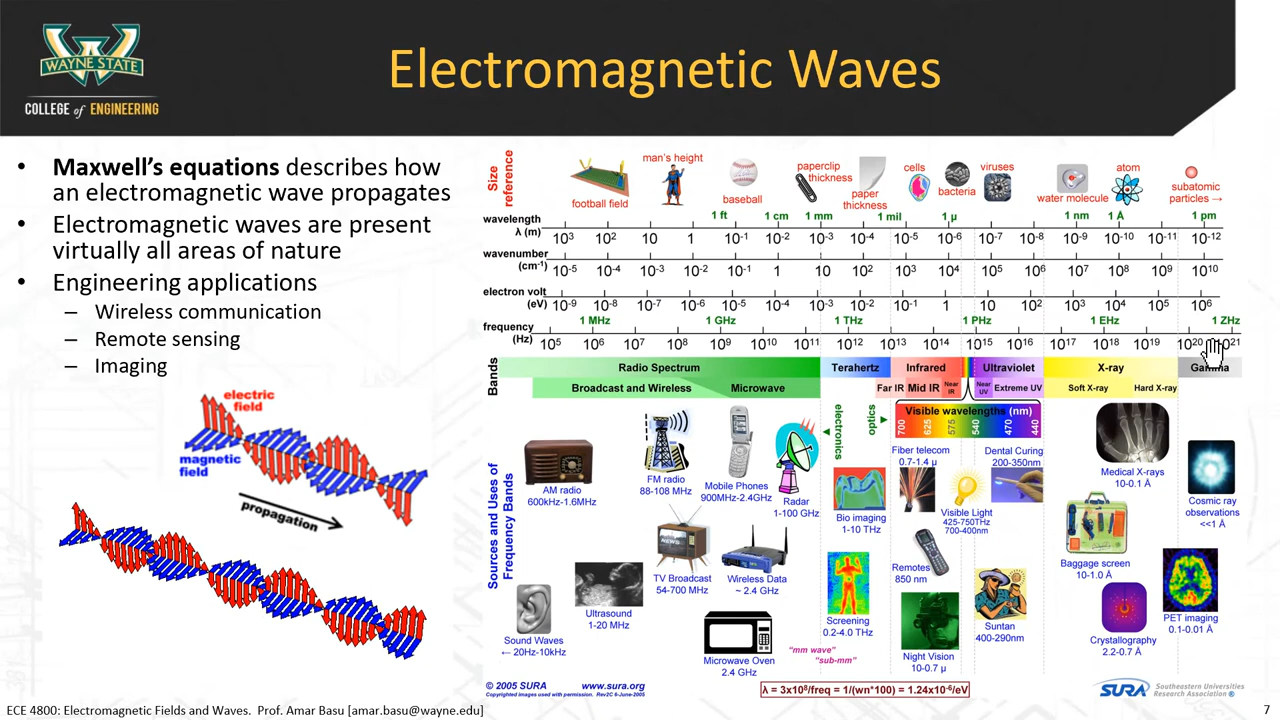 WAYNE STATE
COLLEGE of ENGINEERING
Electromagnetic Waves
• Maxwell's equations describes how
an electromagnetic wave propagates
• Electromagnetic waves are present
virtually all areas of nature
• Engineering applications
– Wireless communication
– Remote sensing
– Imaging
electric
field
magnetic
field
propagation
Size
reference
football field
man's height
baseball
paperclip
thickness
paper
thickness
cells
bacteria
viruses
water molecule
atom
subatomic
particles →
1 ft 1 cm 1 mm 1 mil 1 µ 1 nm 1 Å 1 pm
wavelength
λ (m)
10³ 10² 10 1 10⁻¹ 10⁻² 10⁻³ 10⁻⁴ 10⁻⁵ 10⁻⁶ 10⁻⁷ 10⁻⁸ 10⁻⁹ 10⁻¹⁰ 10⁻¹¹ 10⁻¹²
wavenumber
(cm⁻¹)
10⁻⁵ 10⁻⁴ 10⁻³ 10⁻² 10⁻¹ 1 10 10² 10³ 10⁴ 10⁵ 10⁶ 10⁷ 10⁸ 10⁹ 10¹⁰
electron volt
(eV)
10⁻⁹ 10⁻⁸ 10⁻⁷ 10⁻⁶ 10⁻⁵ 10⁻⁴ 10⁻³ 10⁻² 10⁻¹ 1 10 10² 10³ 10⁴ 10⁵ 10⁶
1 MHz 1 GHz 1 THz 1 PHz 1 EHz 1 ZHz
frequency
(Hz)
10⁵ 10⁶ 10⁷ 10⁸ 10⁹ 10¹⁰ 10¹¹ 10¹² 10¹³ 10¹⁴ 10¹⁵ 10¹⁶ 10¹⁷ 10¹⁸ 10¹⁹ 10²⁰ 10²¹
Bands
Radio Spectrum Terahertz Infrared Ultraviolet X-ray Gamma
Broadcast and Wireless Microwave Far IR Mid IR Near IR Near UV Extreme UV Soft X-ray Hard X-ray
electronics
optics
Visible wavelengths (nm)
700 625 575 540 470 440
Sources and Uses of
Frequency Bands
AM radio
600kHz-1.6MHz
FM radio
88-108 MHz
Mobile Phones
900MHz-2.4GHz
Radar
1-100 GHz
Bio imaging
1-10 THz
Fiber telecom
0.7-1.4 µ
Visible Light
425-750THz
700-400nm
Dental Curing
200-350nm
Medical X-rays
10-0.1 Å
Cosmic ray
observations
<<1 Å
Sound Waves
← 20Hz-10kHz
Ultrasound
1-20 MHz
NEWS
TV Broadcast
54-700 MHz
Wireless Data
~ 2.4 GHz
Microwave Oven
2.4 GHz
Screening
0.2-4.0 THz
"mm wave"
"sub-mm"
Remotes
850 nm
Night Vision
10-0.7 µ
Suntan
400-290nm
Baggage screen
10-1.0 Å
Crystallography
2.2-0.7 Å
PET imaging
0.1-0.01 Å
© 2005 SURA www.sura.org
Copyrighted images used with permission. Rev2C 6-June-2005
λ = 3x10⁸/freq = 1/(wn*100) = 1.24x10⁻⁶/eV
SURA Southeastern Universities
Research Association ®
ECE 4800: Electromagnetic Fields and Waves. Prof. Amar Basu [amar.basu@wayne.edu]
7